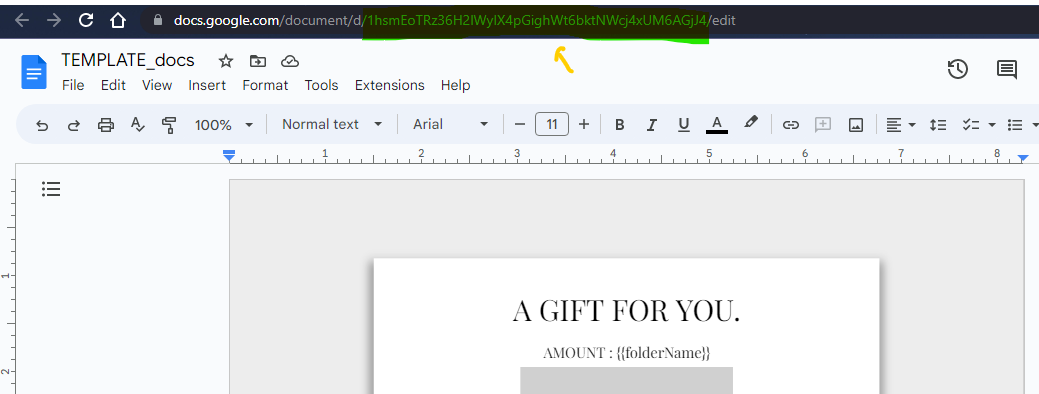 docs.google.com/document/d/1hsmEoTRz36H2IWyIX4pGighWt6bktNWcj4xUM6AGjJ4/edit
TEMPLATE_docs
File Edit View Insert Format Tools Extensions Help
100% Normal text Arial 11 B I U A
1 2 3 4 5 6 7 8
1
A GIFT FOR YOU.
AMOUNT : {{folderName}}
2